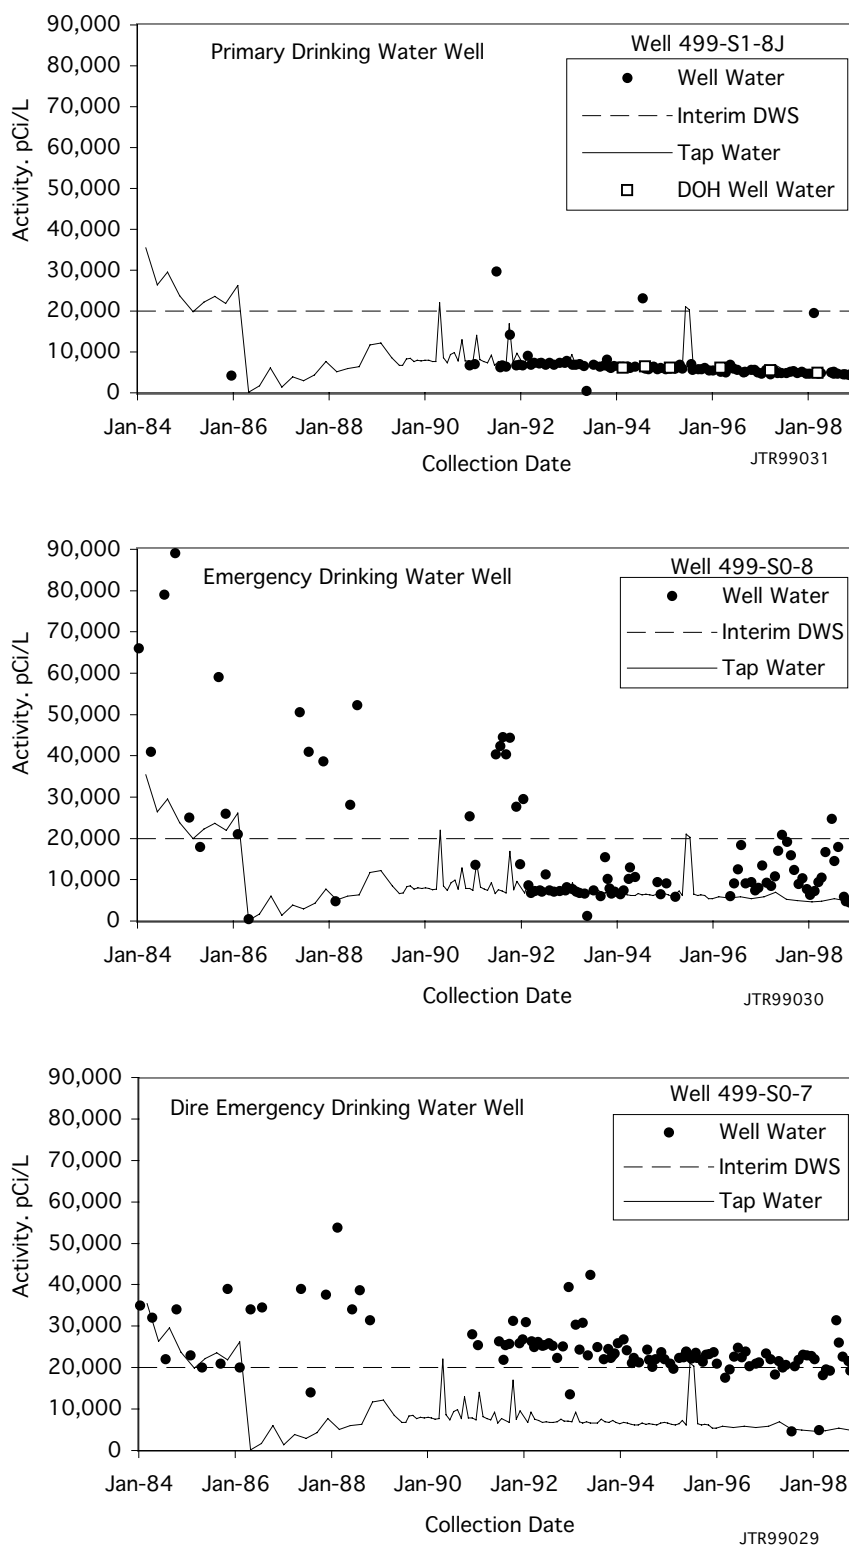 90,000
80,000
70,000
60,000
50,000
40,000
30,000
20,000
10,000
0
Activity. pCi/L
Primary Drinking Water Well
Well 499-S1-8J
Well Water
Interim DWS
Tap Water
DOH Well Water
Jan-84 Jan-86 Jan-88 Jan-90 Jan-92 Jan-94 Jan-96 Jan-98
Collection Date
JTR99031
90,000
80,000
70,000
60,000
50,000
40,000
30,000
20,000
10,000
0
Activity. pCi/L
Emergency Drinking Water Well
Well 499-S0-8
Well Water
Interim DWS
Tap Water
Jan-84 Jan-86 Jan-88 Jan-90 Jan-92 Jan-94 Jan-96 Jan-98
Collection Date
JTR99030
90,000
80,000
70,000
60,000
50,000
40,000
30,000
20,000
10,000
0
Activity. pCi/L
Dire Emergency Drinking Water Well
Well 499-S0-7
Well Water
Interim DWS
Tap Water
Jan-84 Jan-86 Jan-88 Jan-90 Jan-92 Jan-94 Jan-96 Jan-98
Collection Date
JTR99029